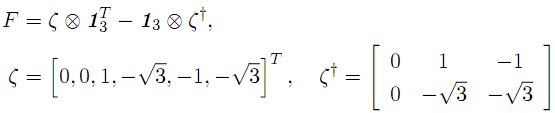 F = ζ ⊗ 1₃ᵀ − 1₃ ⊗ ζ†,
ζ = [0, 0, 1, −√3, −1, −√3]ᵀ, ζ† = [ 0 1 −1
0 −√3 −√3 ]